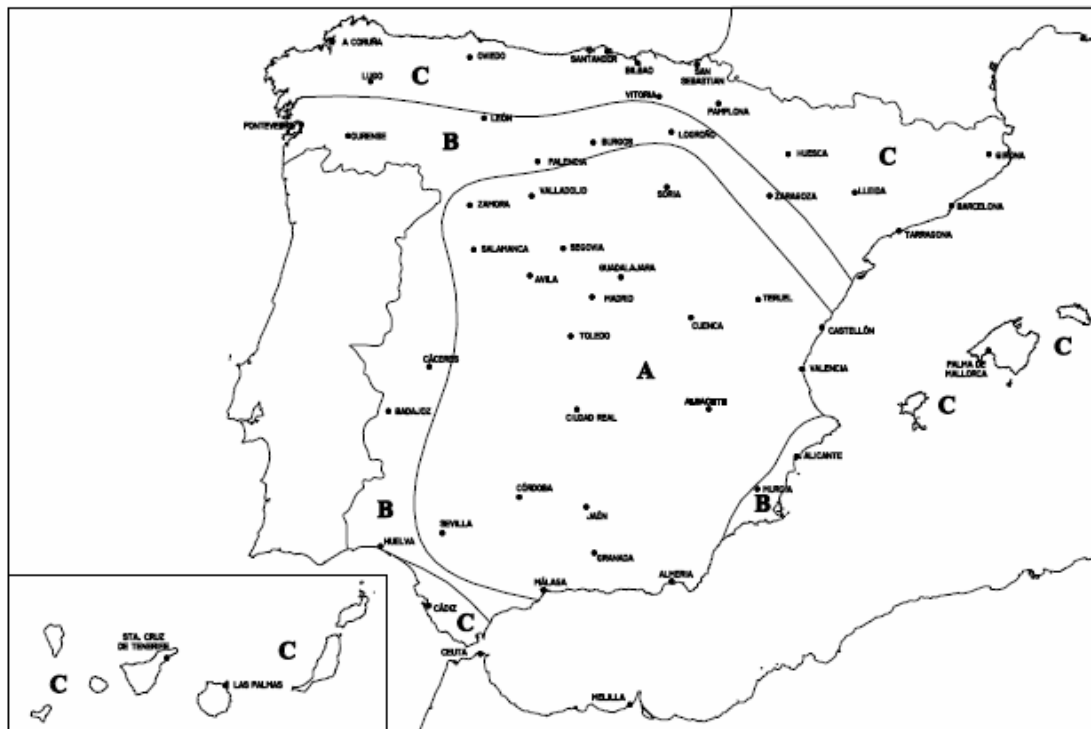 A CORUÑA
OVIEDO
SANTANDER
BILBAO
SAN
SEBASTIAN
LUGO
C
VITORIA
PAMPLONA
PONTEVEDRA
LEÓN
OURENSE
B
BURGOS
LOGROÑO
HUESCA
C
GIRONA
PALENCIA
VALLADOLID
ZAMORA
SORIA
ZARAGOZA
LLEIDA
BARCELONA
TARRAGONA
SALAMANCA
SEGOVIA
AVILA
GUADALAJARA
MADRID
TERUEL
CUENCA
TOLEDO
CASTELLÓN
C
PALMA DE
MALLORCA
CÁCERES
A
VALENCIA
C
BADAJOZ
CIUDAD REAL
ALBACETE
ALICANTE
MURCIA
B
CÓRDOBA
JAÉN
B
SEVILLA
HUELVA
GRANADA
MÁLAGA
ALMERIA
CÁDIZ
C
CEUTA
MELILLA
STA. CRUZ
DE TENERIFE
C
C
LAS PALMAS